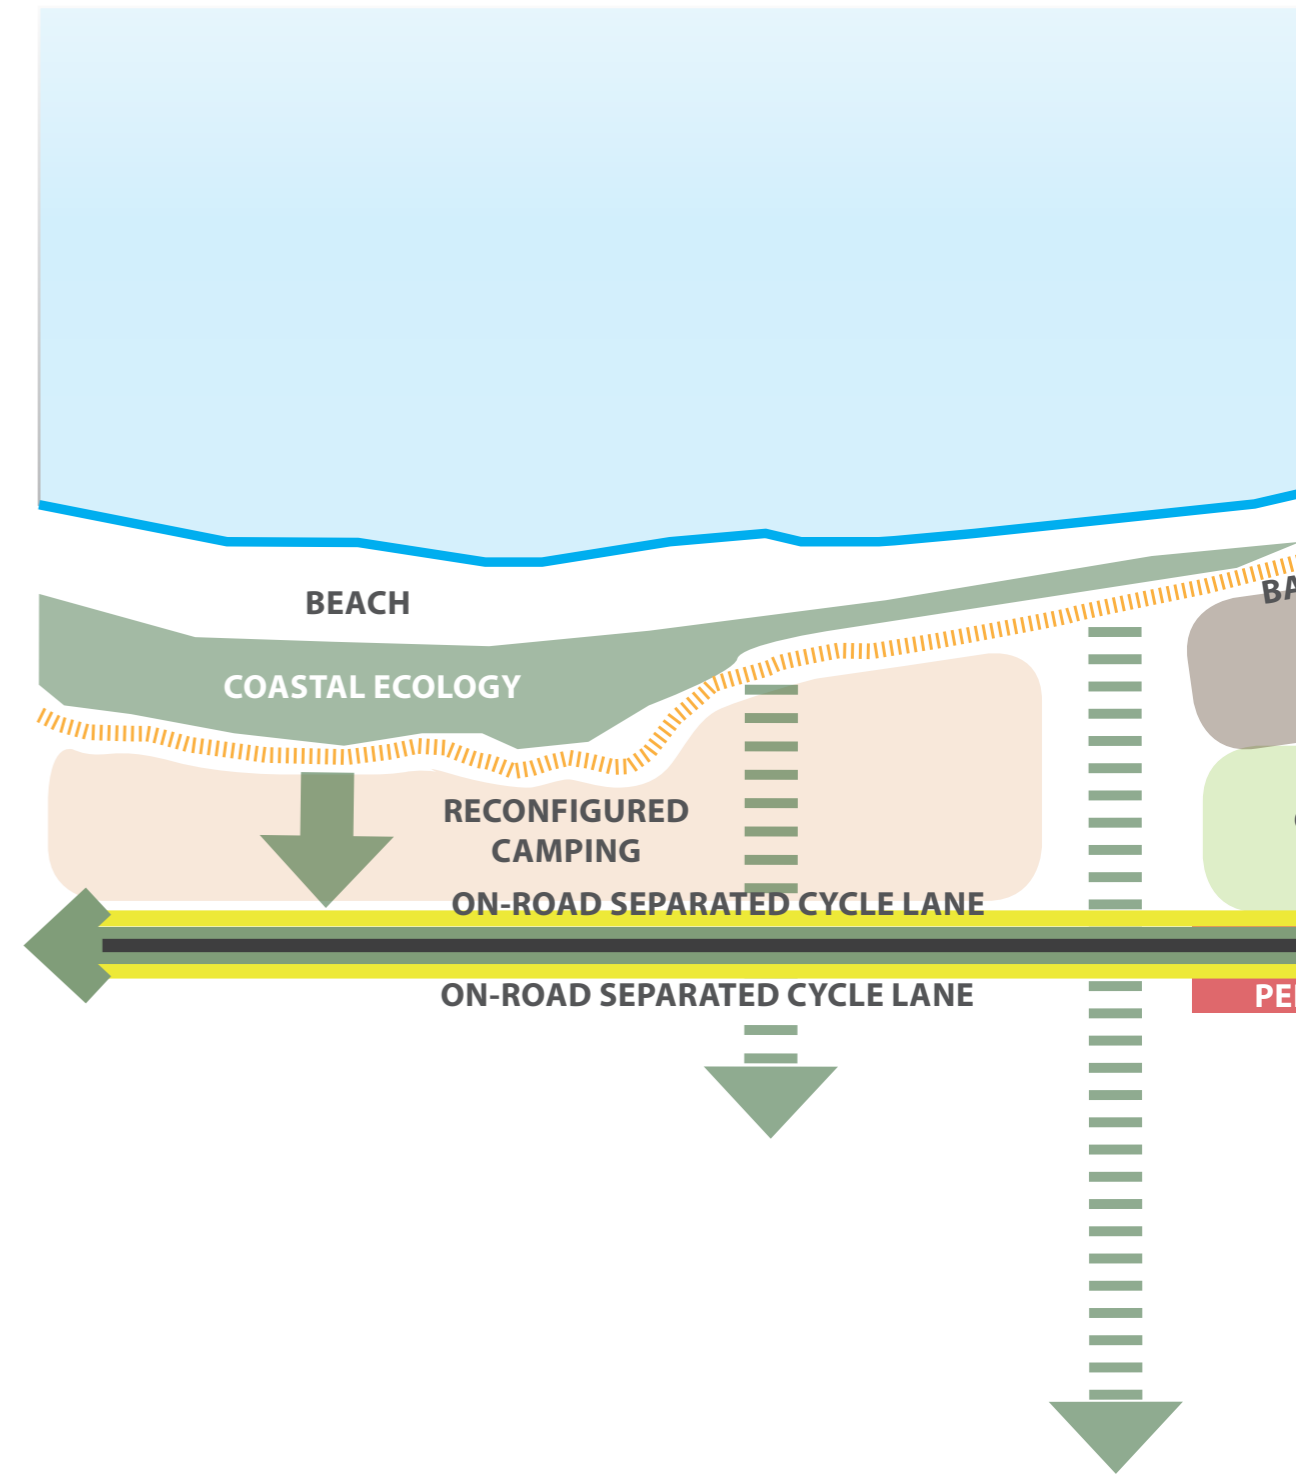 BEACH
COASTAL ECOLOGY
RECONFIGURED
CAMPING
ON-ROAD SEPARATED CYCLE LANE
ON-ROAD SEPARATED CYCLE LANE